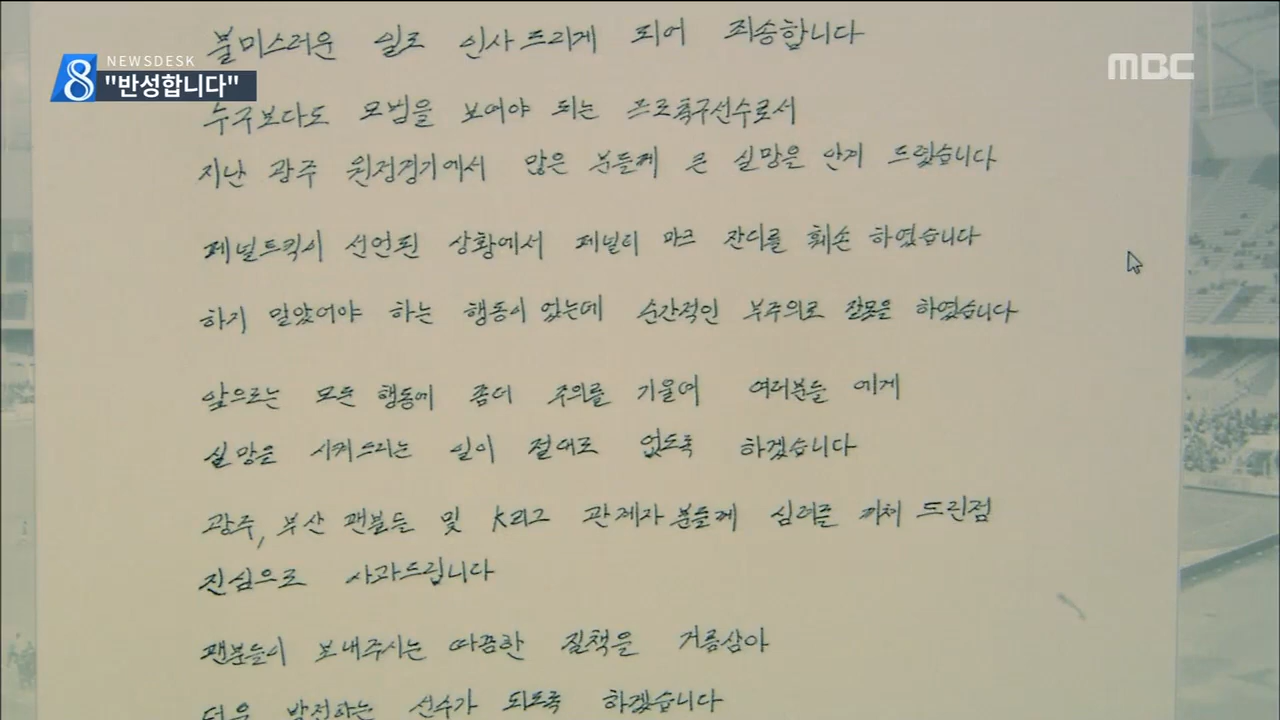 NEWSDESK
8 "반성합니다"
MBC
불미스러운 일로 인사드리게 되어 죄송합니다
누구보다도 모범을 보여야 되는 프로축구선수로서
지난 광주 원정경기에서 많은 분들께 큰 실망을 안겨 드렸습니다
페널트킥이 선언된 상황에서 페널티 마크 잔디를 훼손 하였습니다
하지 말았어야 하는 행동이 었는데 순간적인 부주의로 잘못을 하였습니다
앞으로는 모든 행동에 좀더 주의를 기울여 여러분들 에게
실망을 시켜드리는 일이 절대로 없도록 하겠습니다
광주, 부산 팬분들 및 K리그 관계자 분들께 심려를 끼쳐 드린점
진심으로 사과드립니다
팬분들이 보내주시는 따끔한 질책을 거름삼아
더욱 발전하는 선수가 되도록 하겠습니다